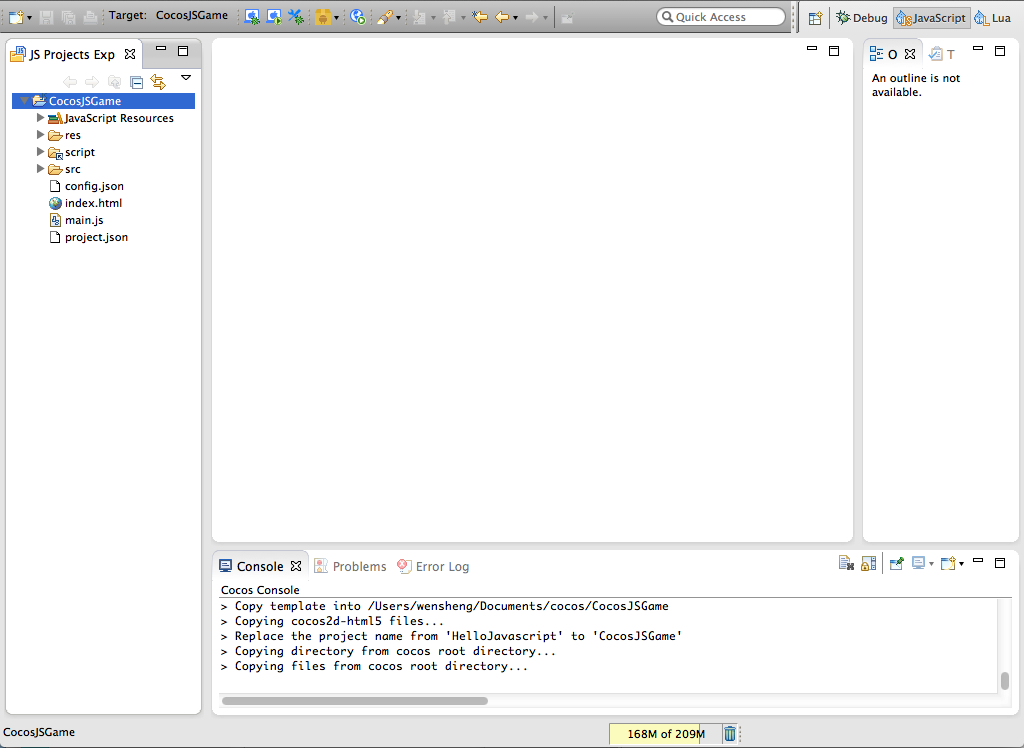 Target: CocosJSGame
Quick Access
Debug
JavaScript
Lua
JS Projects Exp
CocosJSGame
JavaScript Resources
res
script
src
config.json
index.html
main.js
project.json
O
T
An outline is not
available.
Console
Problems
Error Log
Cocos Console
> Copy template into /Users/wensheng/Documents/cocos/CocosJSGame
> Copying cocos2d-html5 files...
> Replace the project name from 'HelloJavascript' to 'CocosJSGame'
> Copying directory from cocos root directory...
> Copying files from cocos root directory...
CocosJSGame
168M of 209M